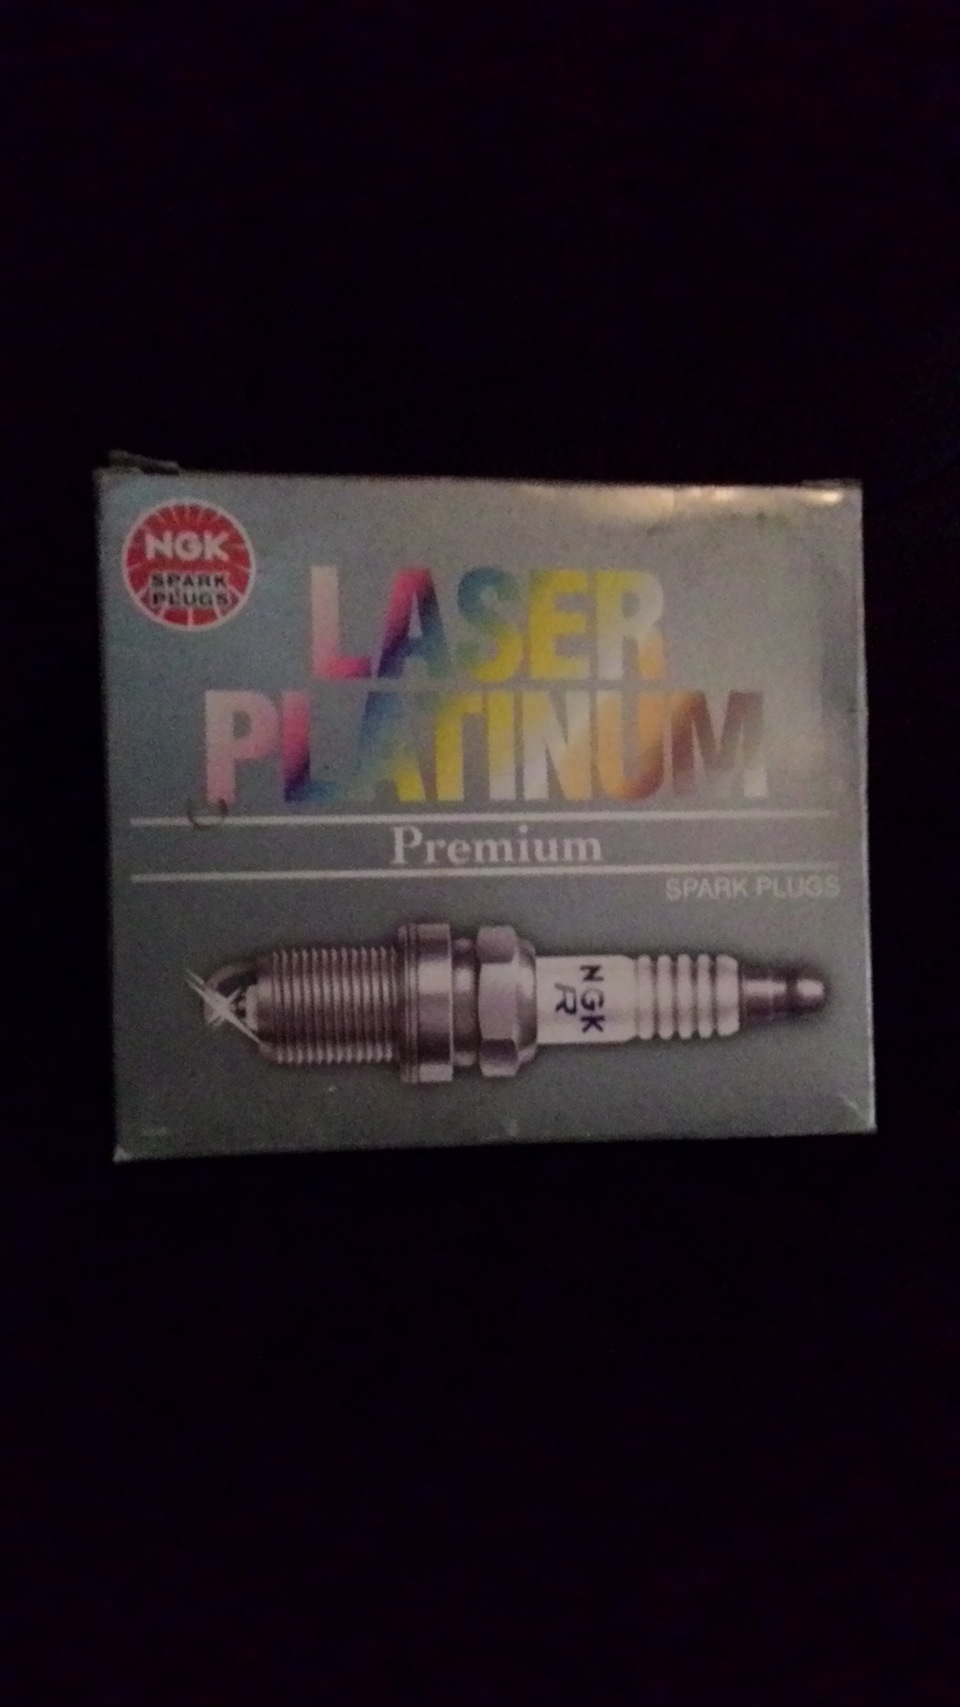 NGK
SPARK
PLUGS
LASER
PLATINUM
Premium
SPARK PLUGS
NGK
R